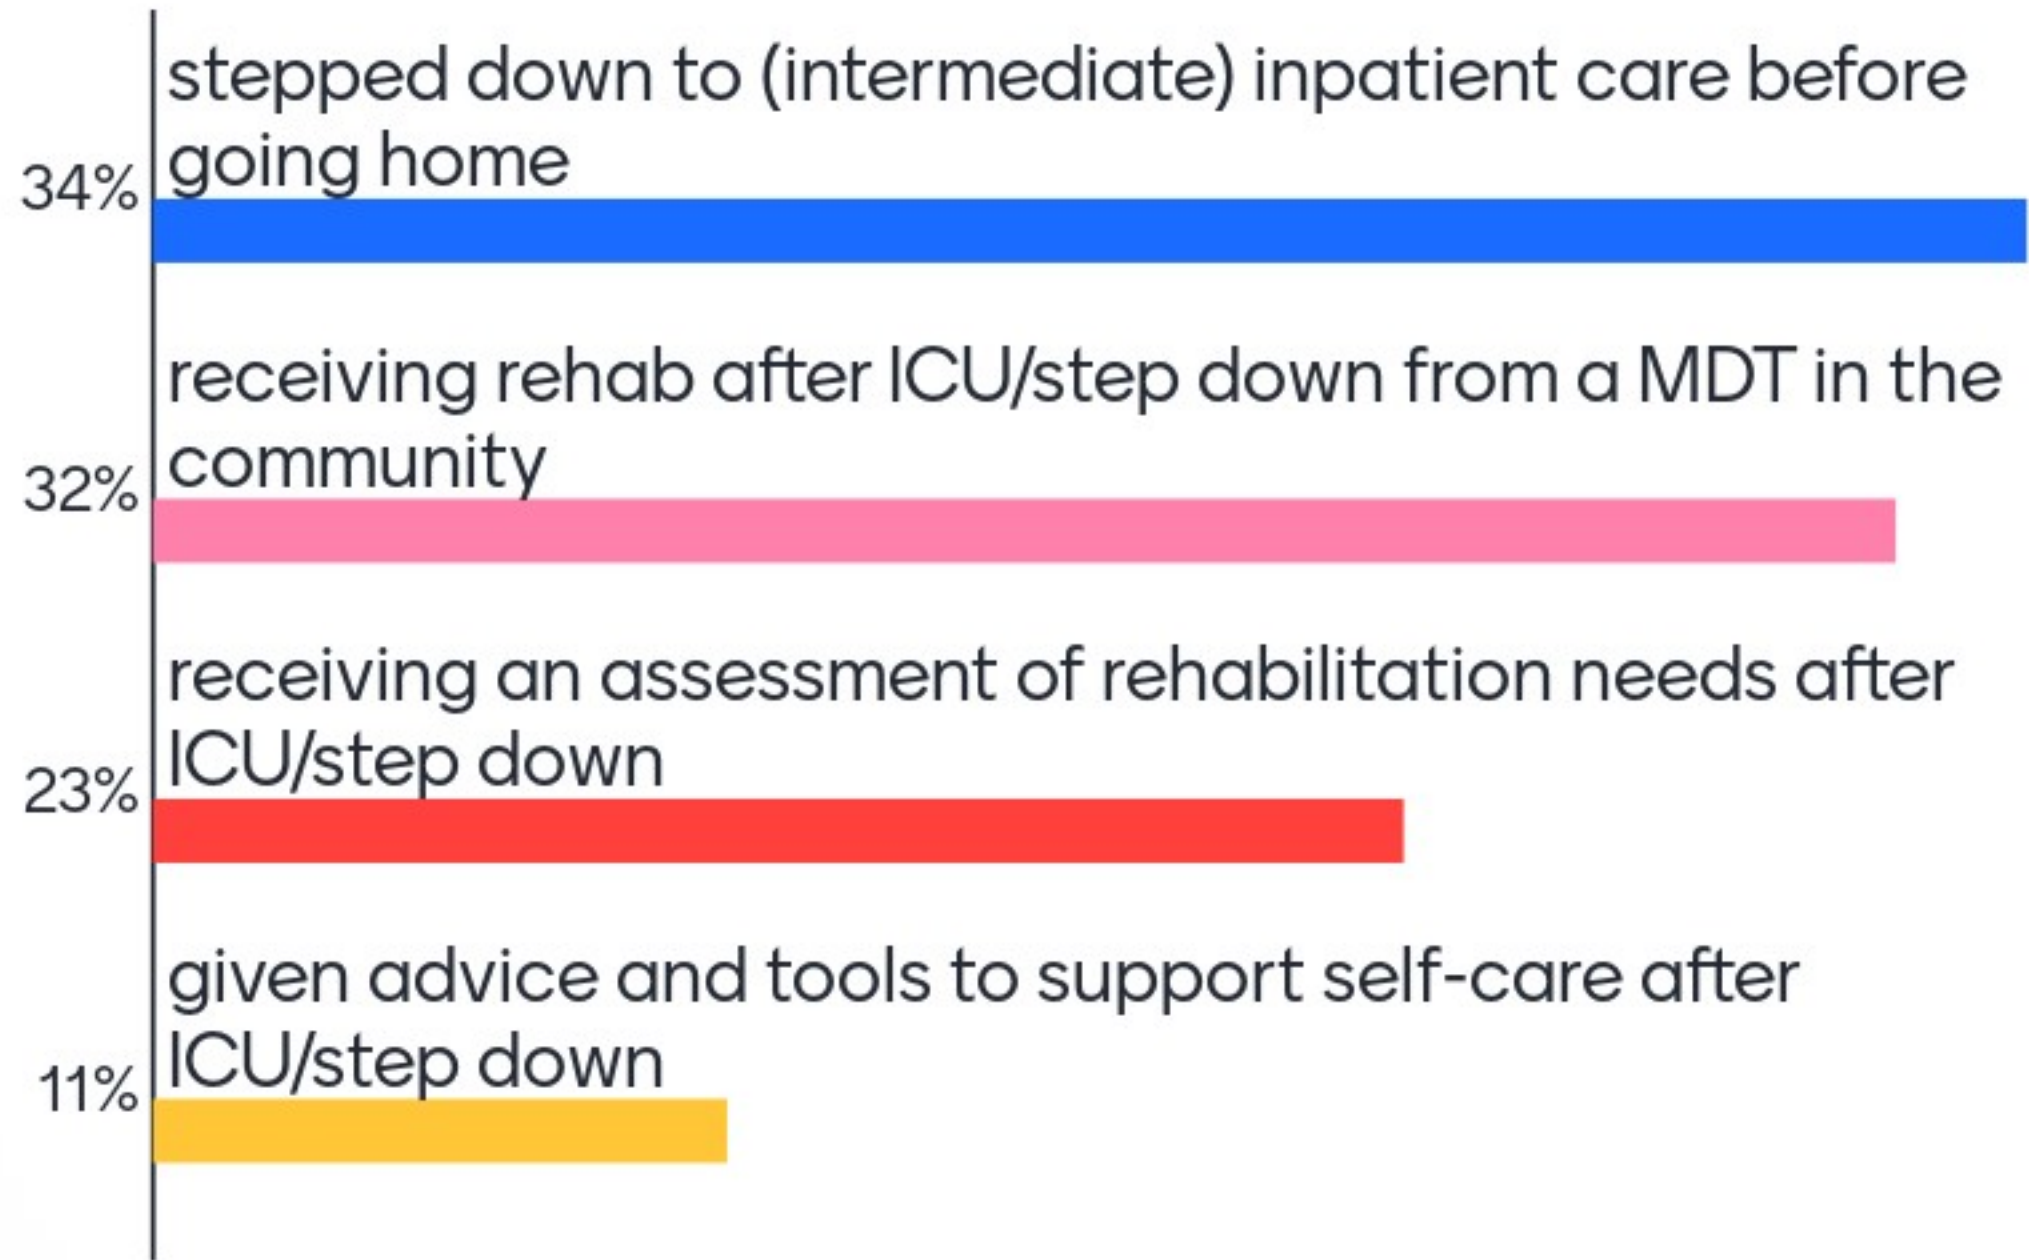 stepped down to (intermediate) inpatient care before
going home
34%
receiving rehab after ICU/step down from a MDT in the
community
32%
receiving an assessment of rehabilitation needs after
ICU/step down
23%
given advice and tools to support self-care after
ICU/step down
11%